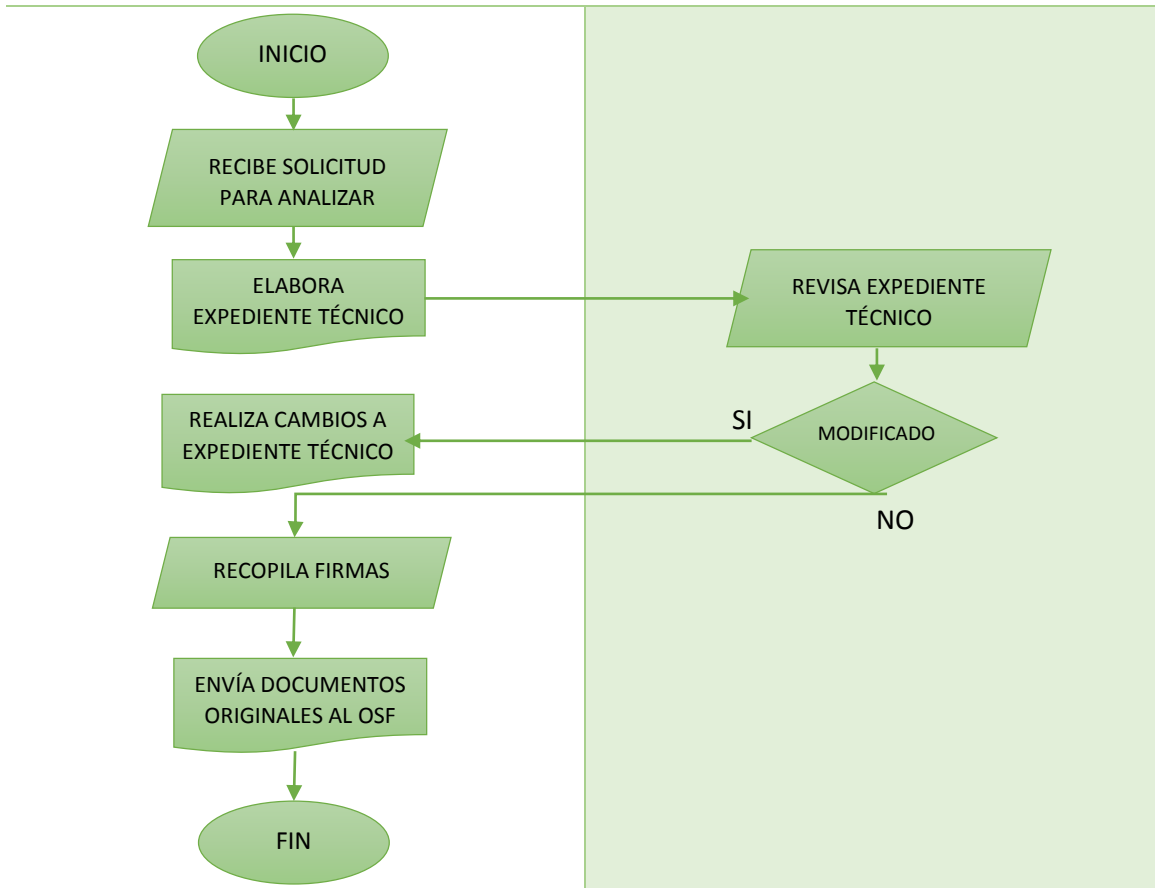 INICIO
RECIBE SOLICITUD
PARA ANALIZAR
ELABORA
EXPEDIENTE TÉCNICO
REVISA EXPEDIENTE
TÉCNICO
MODIFICADO
SI
REALIZA CAMBIOS A
EXPEDIENTE TÉCNICO
NO
RECOPILA FIRMAS
ENVÍA DOCUMENTOS
ORIGINALES AL OSF
FIN